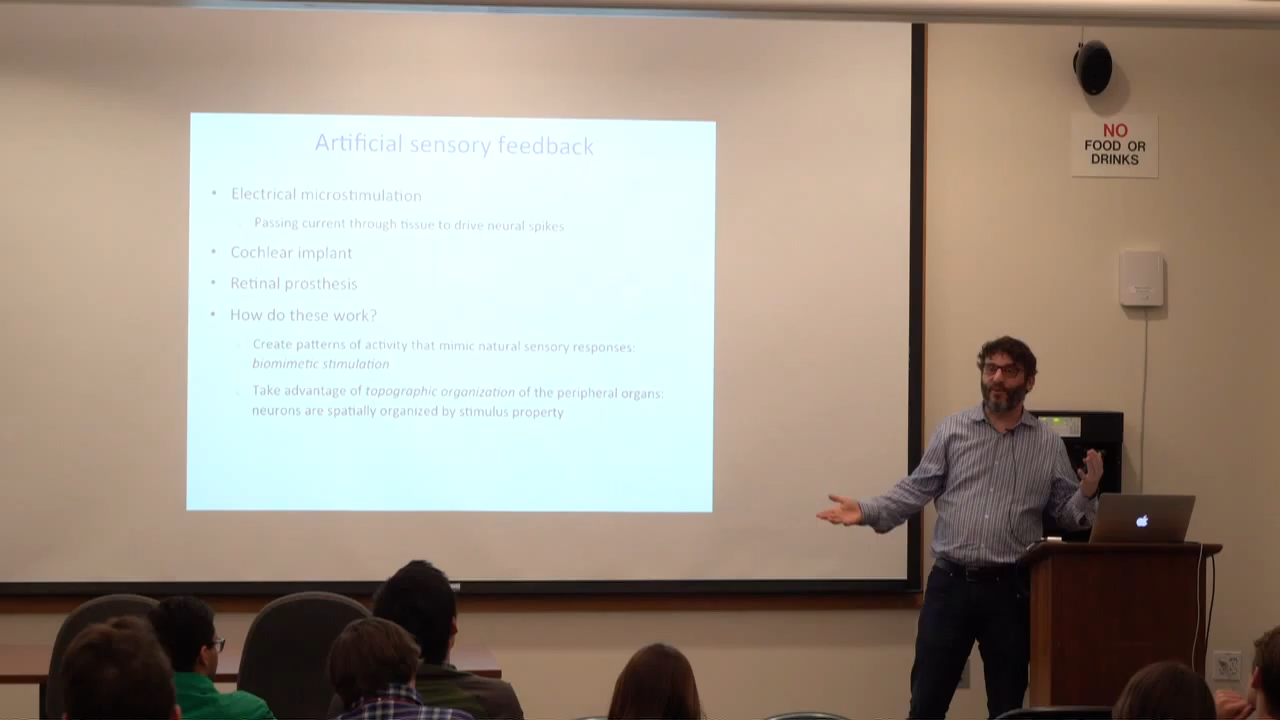 Artificial sensory feedback
• Electrical microstimulation
Passing current through tissue to drive neural spikes
• Cochlear implant
• Retinal prosthesis
• How do these work?
Create patterns of activity that mimic natural sensory responses:
biomimetic stimulation
Take advantage of topographic organization of the peripheral organs:
neurons are spatially organized by stimulus property
NO
FOOD OR
DRINKS